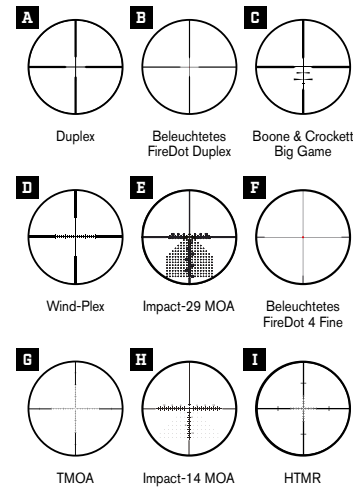 A
B
C
Duplex
Beleuchtetes
FireDot Duplex
Boone & Crockett
Big Game
D
E
F
Wind-Plex
Impact-29 MOA
Beleuchtetes
FireDot 4 Fine
G
H
I
TMOA
Impact-14 MOA
HTMR